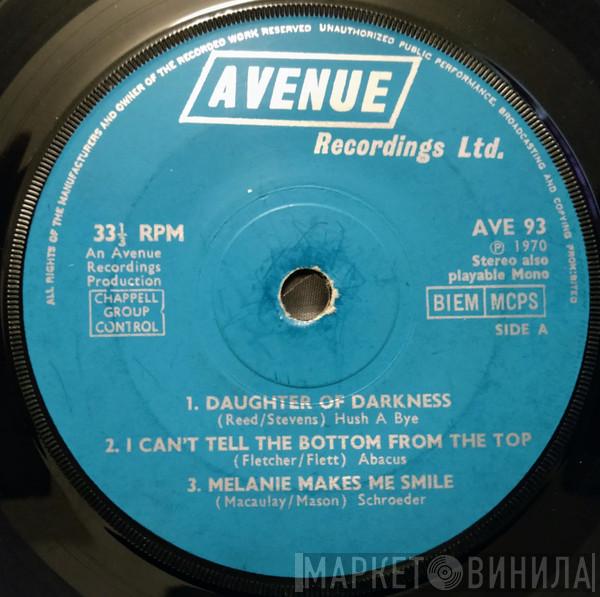 ALL RIGHTS OF THE MANUFACTURERS AND OWNER OF THE RECORDED WORK RESERVED UNAUTHORIZED PUBLIC PERFORMANCE, BROADCASTING AND COPYING PROHIBITED
AVENUE
Recordings Ltd.
33⅓ RPM
An Avenue
Recordings
Production
CHAPPELL
GROUP
CONTROL
AVE 93
℗ 1970
Stereo also
playable Mono
BIEM MCPS
SIDE A
1. DAUGHTER OF DARKNESS
(Reed/Stevens) Hush A Bye
2. I CAN'T TELL THE BOTTOM FROM THE TOP
(Fletcher/Flett) Abacus
3. MELANIE MAKES ME SMILE
(Macaulay/Mason) Schroeder
МАРКЕТ ВИНИЛА